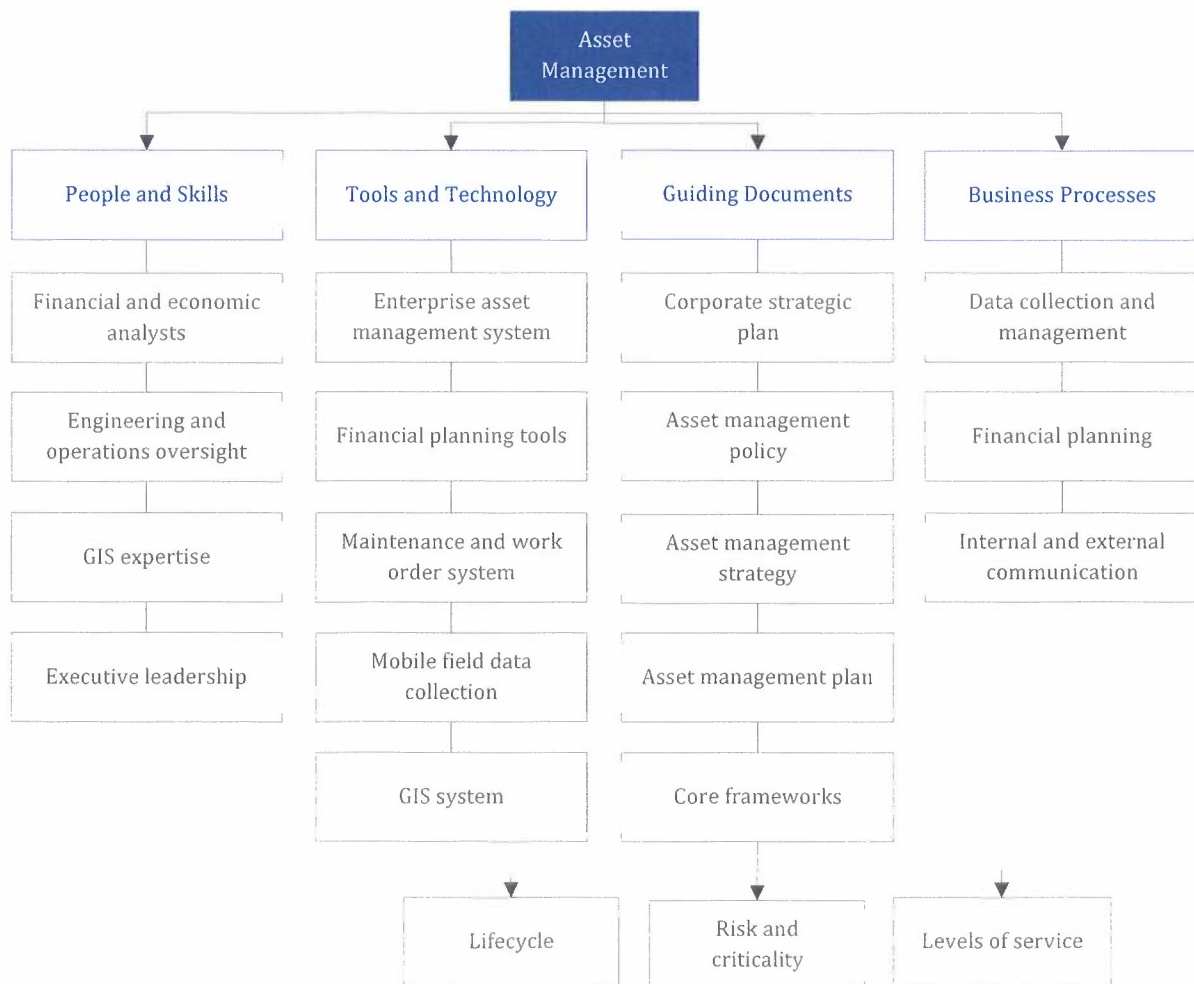 Asset
Management
People and Skills
Tools and Technology
Guiding Documents
Business Processes
Financial and economic
analysts
Enterprise asset
management system
Corporate strategic
plan
Data collection and
management
Engineering and
operations oversight
Financial planning tools
Asset management
policy
Financial planning
GIS expertise
Maintenance and work
order system
Asset management
strategy
Internal and external
communication
Executive leadership
Mobile field data
collection
Asset management plan
GIS system
Core frameworks
Lifecycle
Risk and
criticality
Levels of service